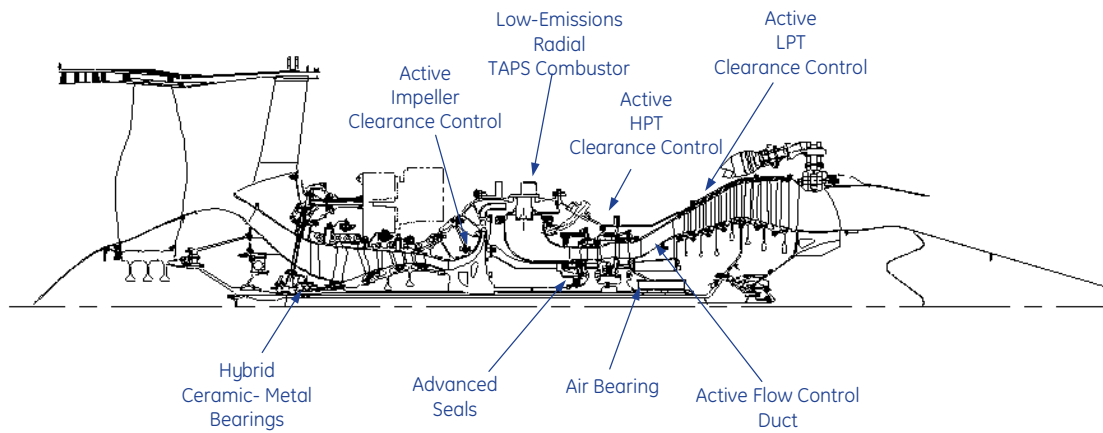 Low-Emissions
Radial
TAPS Combustor
Active
LPT
Clearance Control
Active
Impeller
Clearance Control
Active
HPT
Clearance Control
Hybrid
Ceramic- Metal
Bearings
Advanced
Seals
Air Bearing
Active Flow Control
Duct